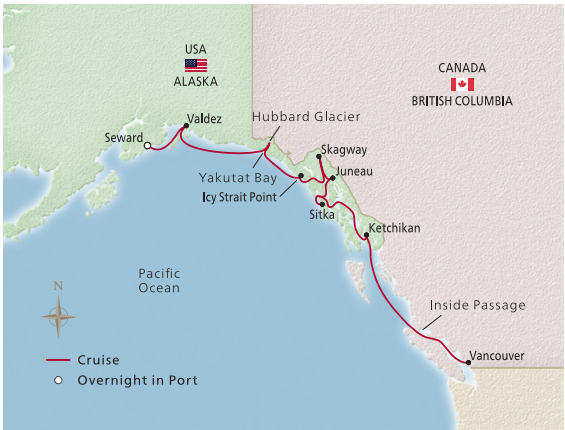 USA
ALASKA
CANADA
BRITISH COLUMBIA
Valdez
Hubbard Glacier
Seward
Skagway
Yakutat Bay
Juneau
Icy Strait Point
Sitka
Ketchikan
Pacific
Ocean
N
Inside Passage
Cruise
Vancouver
Overnight in Port